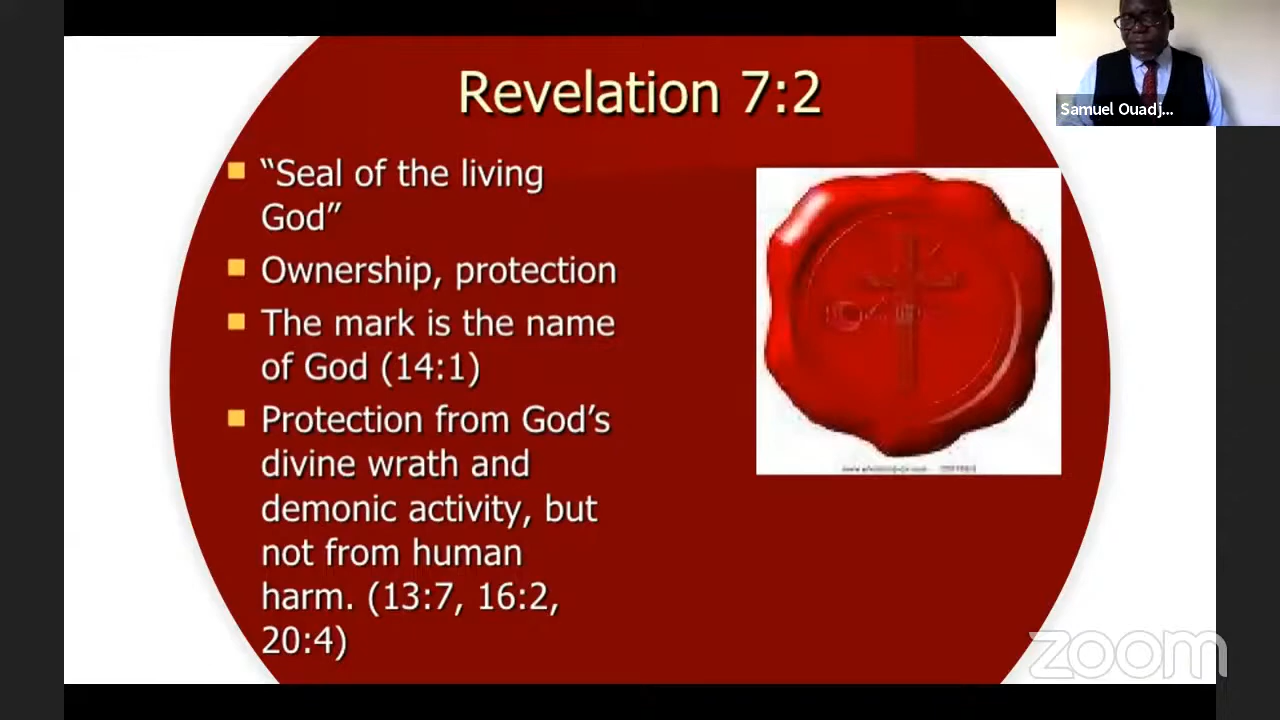 Revelation 7:2
Samuel Ouadj...
“Seal of the living
God”
Ownership, protection
The mark is the name
of God (14:1)
Protection from God’s
divine wrath and
demonic activity, but
not from human
harm. (13:7, 16:2,
20:4)
zoom